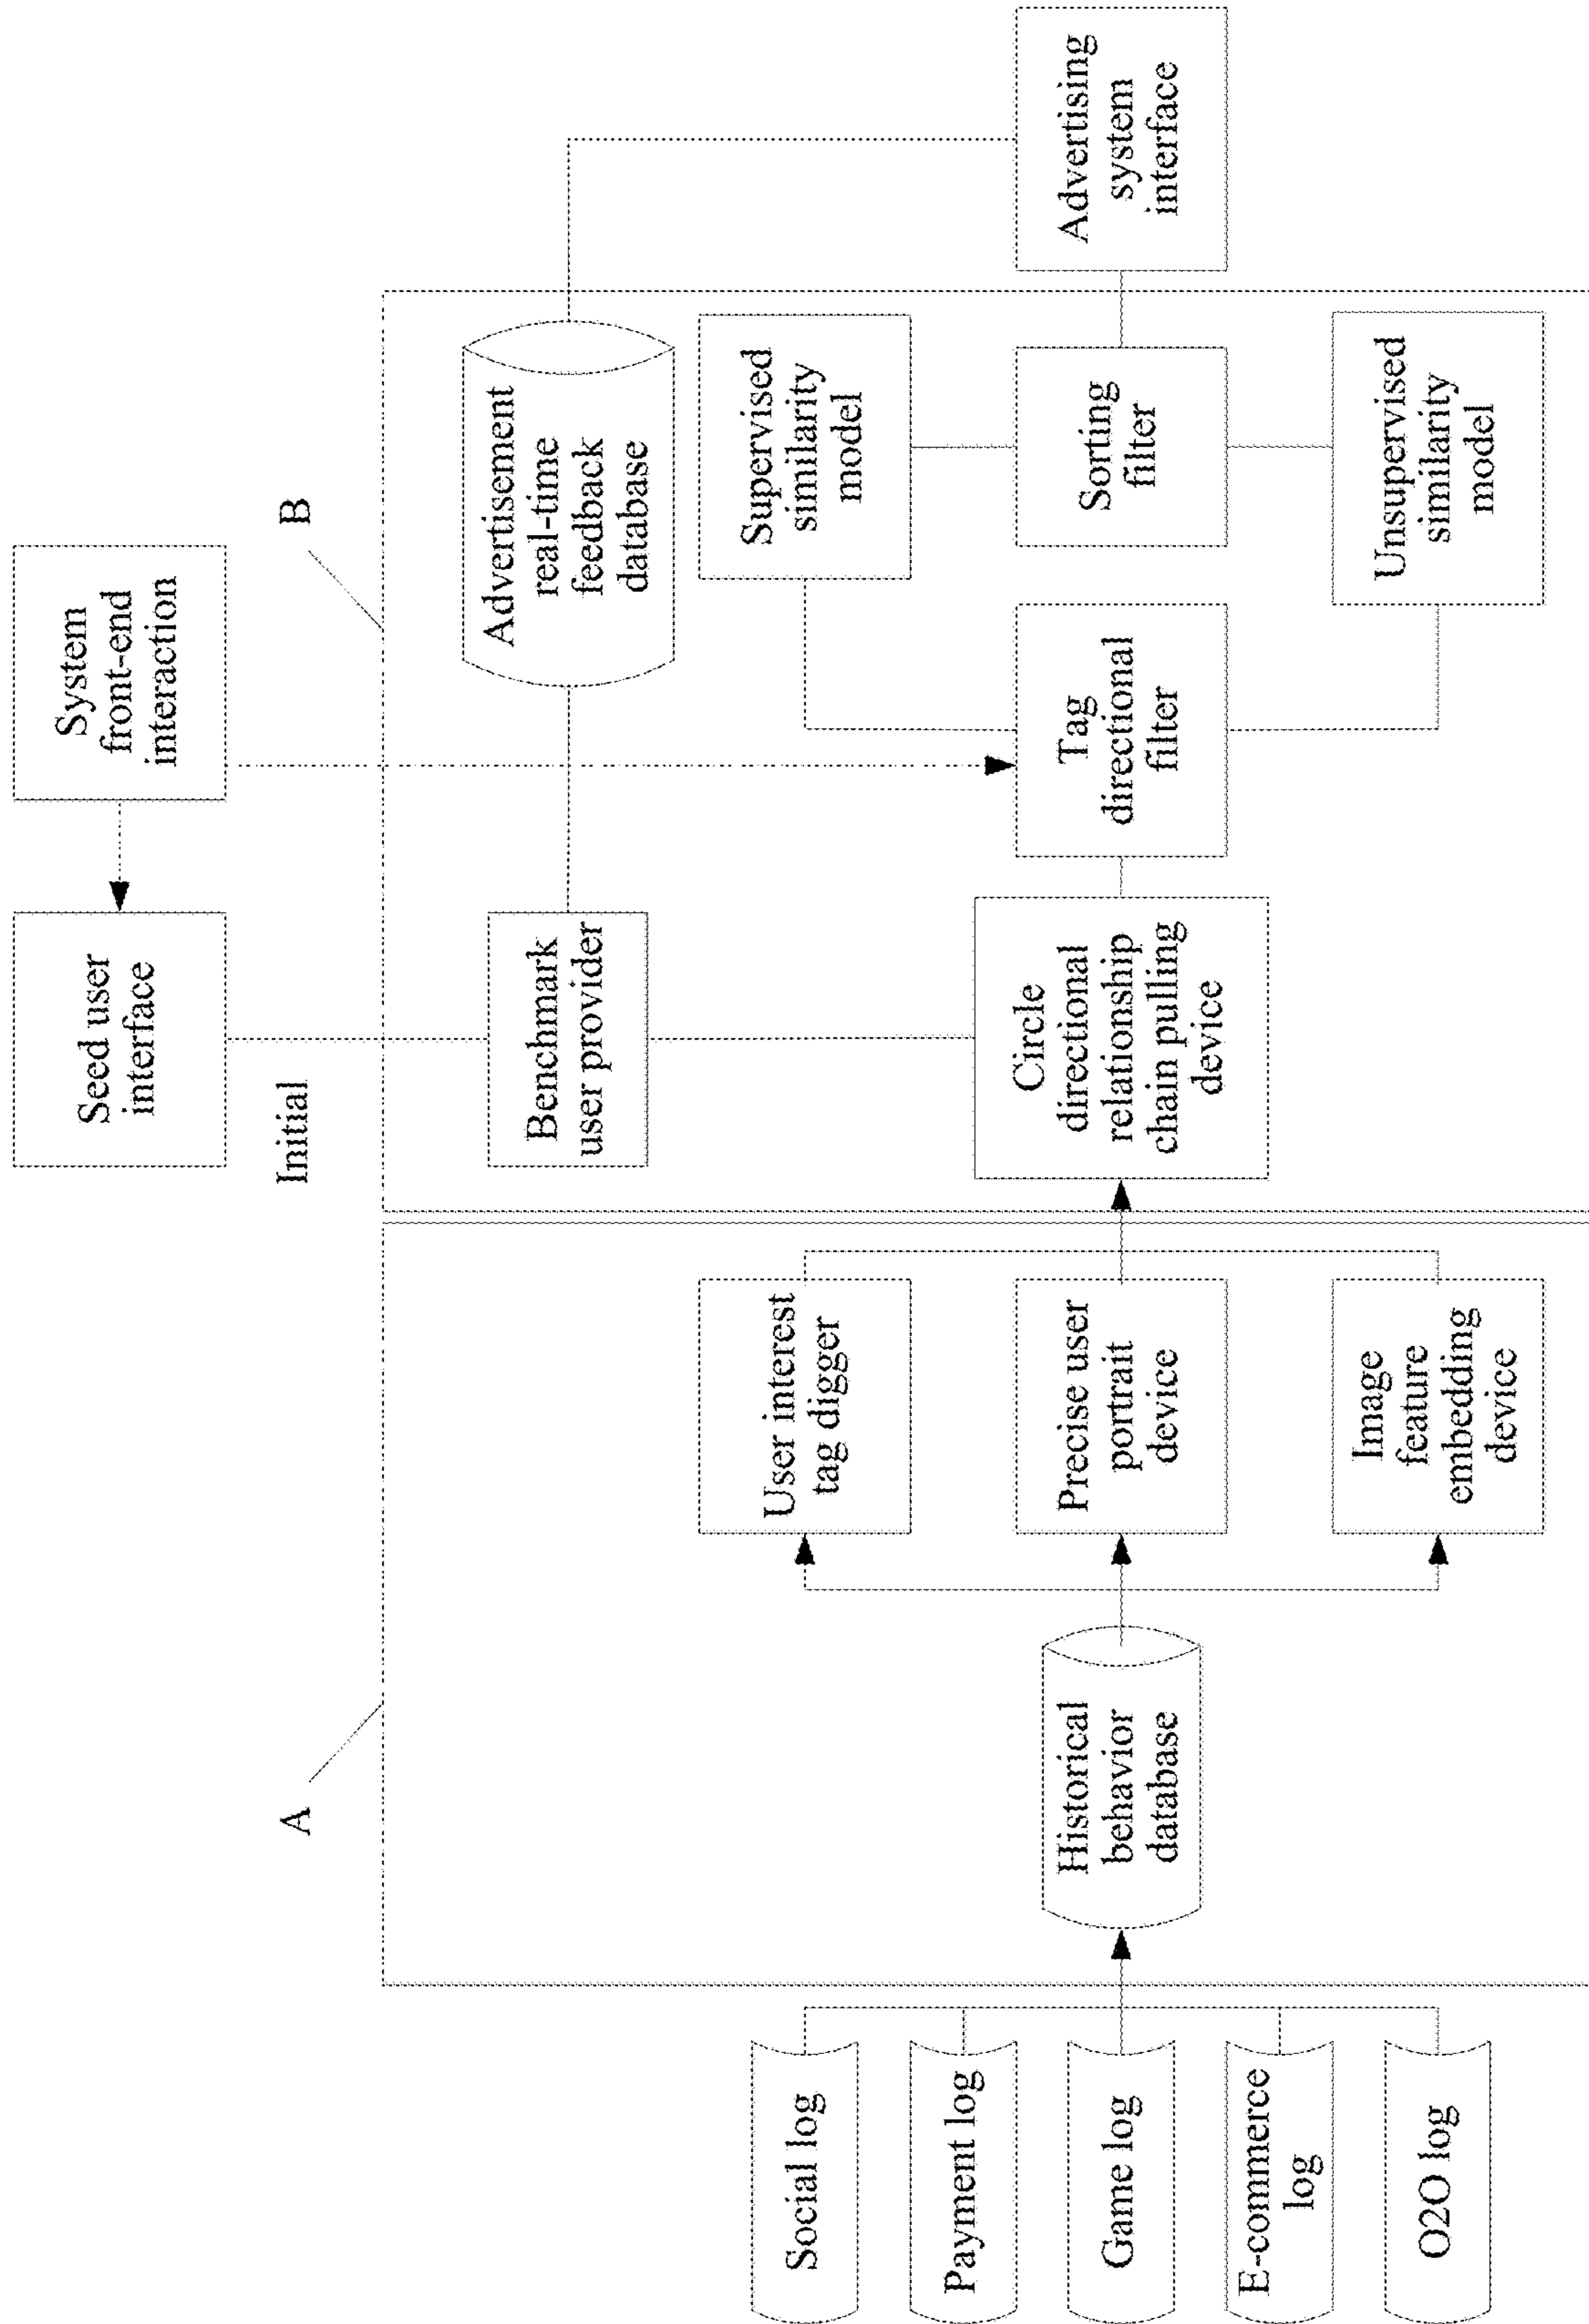 System
front-end
interaction
Seed user
interface
Initial
A
B
Social log
Payment log
Game log
E-commerce
log
O2O log
Historical
behavior
database
User interest
tag digger
Precise user
portrait
device
Image
feature
embedding
device
Benchmark
user provider
Circle
directional
relationship
chain pulling
device
Advertisement
real-time
feedback
database
Tag
directional
filter
Supervised
similarity
model
Sorting
filter
Unsupervised
similarity
model
Advertising
system
interface